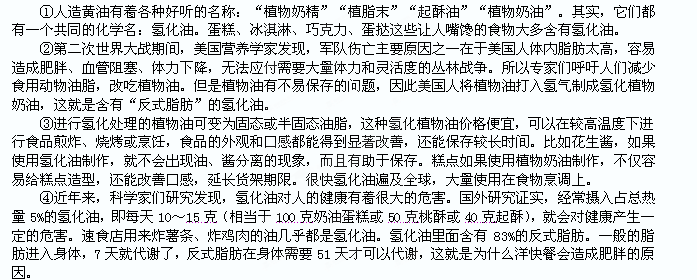 ①人造黄油有着各种好听的名称：“植物奶精”“植脂末”“起酥油”“植物奶油”。其实，它们都
有一个共同的化学名：氢化油。蛋糕、冰淇淋、巧克力、蛋挞这些让人嘴馋的食物大多含有氢化油。
②第二次世界大战期间，美国营养学家发现，军队伤亡主要原因之一在于美国人体内脂肪太高，容易
造成肥胖、血管阻塞、体力下降，无法应付需要大量体力和灵活度的丛林战争。所以专家们呼吁人们减少
食用动物油脂，改吃植物油。但是植物油有不易保存的问题，因此美国人将植物油打入氢气制成氢化植物
奶油，这就是含有“反式脂肪”的氢化油。
③进行氢化处理的植物油可变为固态或半固态油脂，这种氢化植物油价格便宜，可以在较高温度下进
行食品煎炸、烧烤或烹饪，食品的外观和口感都能得到显著改善，还能保存较长时间。比如花生酱，如果
使用氢化油制作，就不会出现油、酱分离的现象，而且有助于保存。糕点如果使用植物奶油制作，不仅容
易给糕点造型，还能改善口感，延长货架期限。很快氢化油遍及全球，大量使用在食物烹调上。
④近年来，科学家们研究发现，氢化油对人的健康有着很大的危害。国外研究证实，经常摄入占总热
量 5%的氢化油，即每天 10～15 克（相当于 100 克奶油蛋糕或 50 克桃酥或 40 克起酥），就会对健康产生一
定的危害。速食店用来炸薯条、炸鸡肉的油几乎都是氢化油。氢化油里面含有 83%的反式脂肪。一般的脂
肪进入身体，7 天就代谢了，反式脂肪在身体需要 51 天才可以代谢，这就是为什么洋快餐会造成肥胖的原
因。